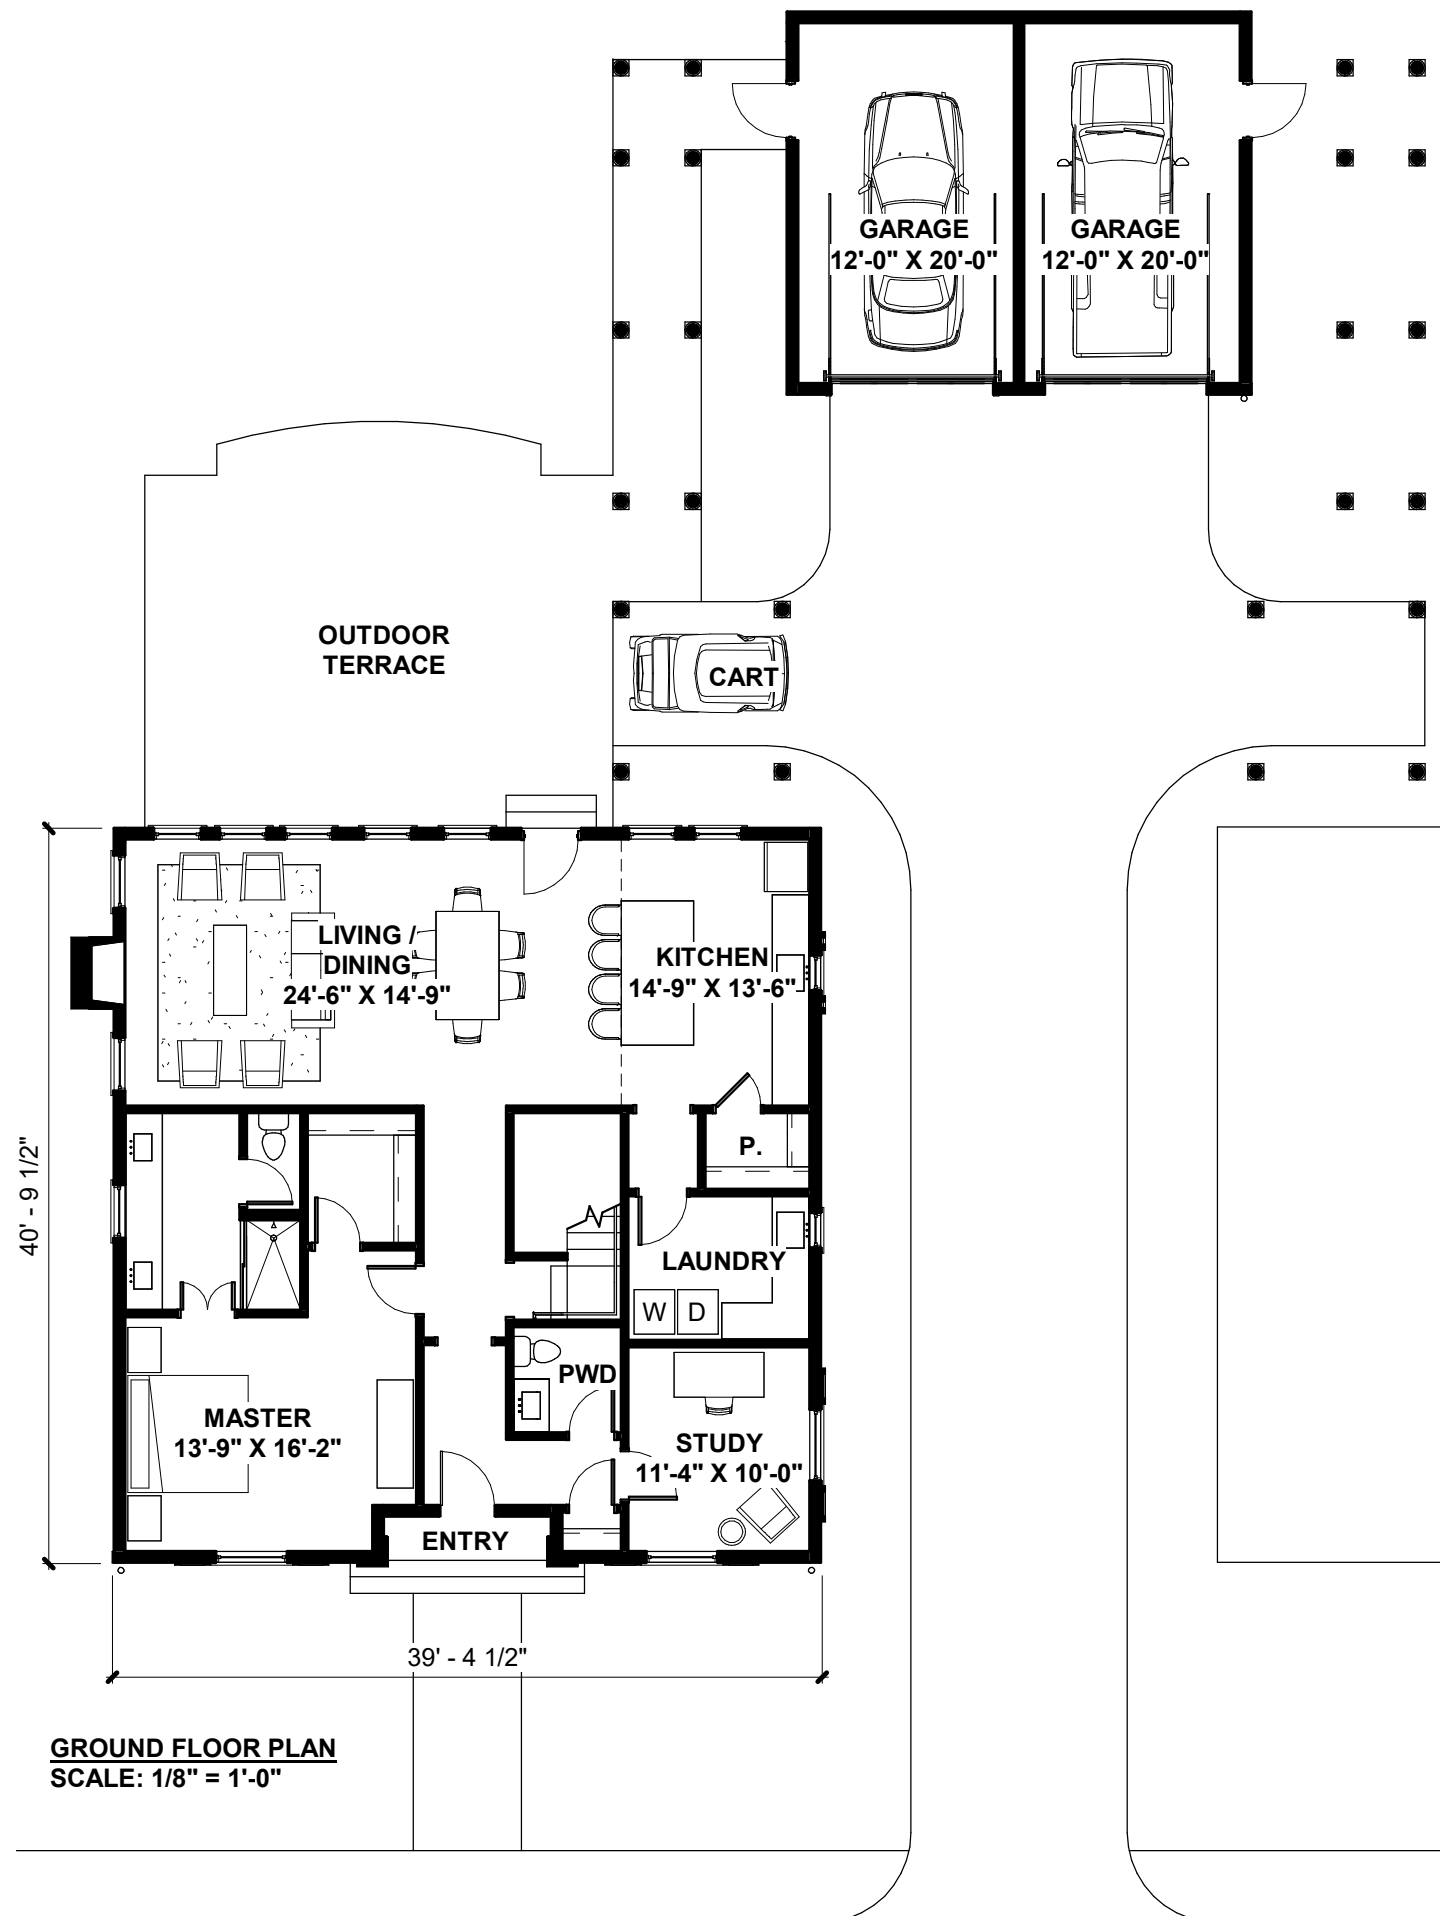 GARAGE
12'-0" X 20'-0"
GARAGE
12'-0" X 20'-0"
OUTDOOR
TERRACE
CART
LIVING /
DINING
24'-6" X 14'-9"
KITCHEN
14'-9" X 13'-6"
P.
40' - 9 1/2"
LAUNDRY
W
D
PWD
MASTER
13'-9" X 16'-2"
STUDY
11'-4" X 10'-0"
ENTRY
39' - 4 1/2"
GROUND FLOOR PLAN
SCALE: 1/8" = 1'-0"